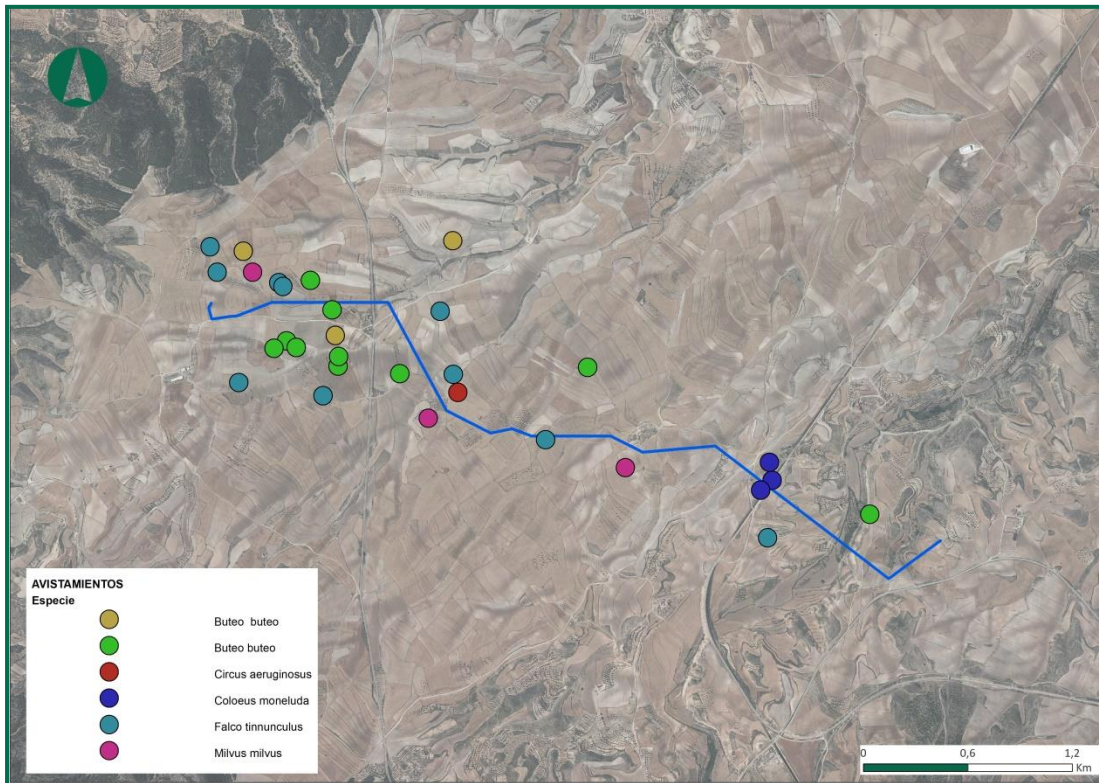 AVISTAMIENTOS
Especie
Buteo  buteo
Buteo buteo
Circus aeruginosus
Coloeus moneluda
Falco tinnunculus
Milvus milvus
0 0,6 1,2
Km